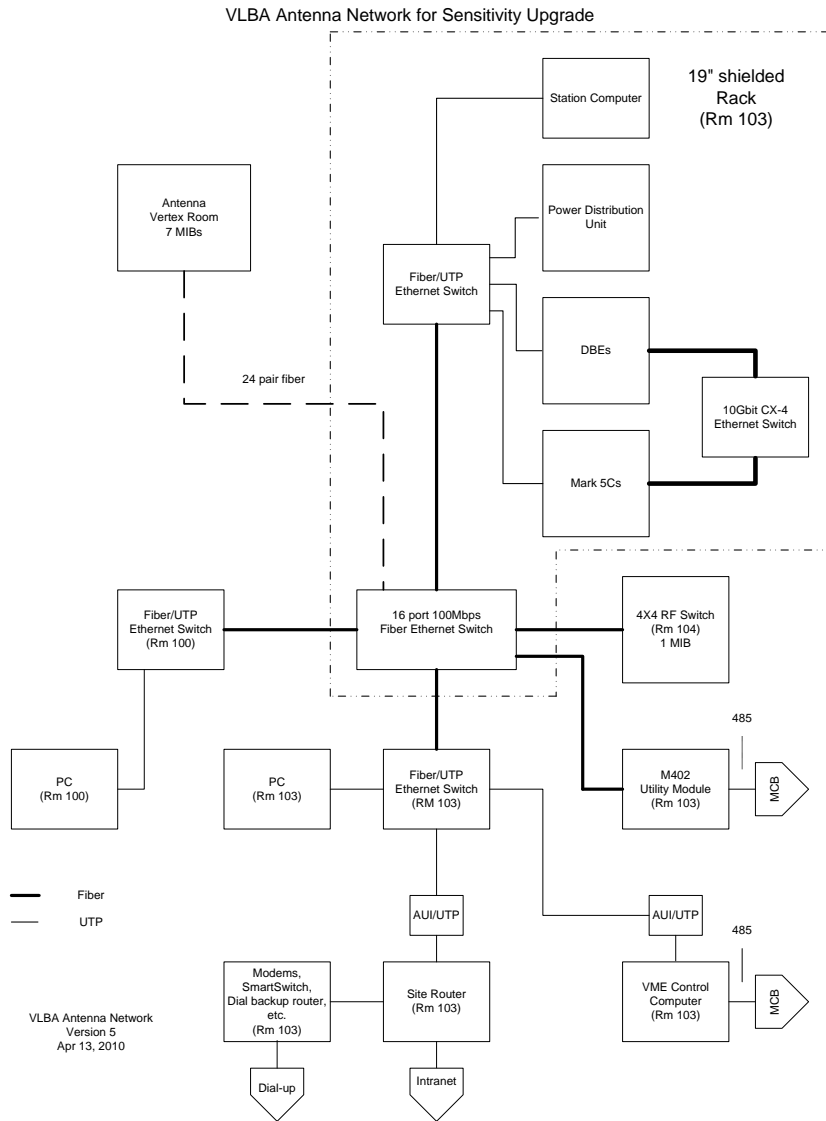 VLBA Antenna Network for Sensitivity Upgrade
19" shielded
Rack
(Rm 103)
Station Computer
Antenna
Vertex Room
7 MIBs
Power Distribution
Unit
Fiber/UTP
Ethernet Switch
DBEs
24 pair fiber
10Gbit CX-4
Ethernet Switch
Mark 5Cs
Fiber/UTP
Ethernet Switch
(Rm 100)
16 port 100Mbps
Fiber Ethernet Switch
4X4 RF Switch
(Rm 104)
1 MIB
485
PC
(Rm 100)
PC
(Rm 103)
Fiber/UTP
Ethernet Switch
(RM 103)
M402
Utility Module
(Rm 103)
MCB
Fiber
UTP
AUI/UTP
AUI/UTP
485
Modems,
SmartSwitch,
Dial backup router,
etc.
(Rm 103)
Site Router
(Rm 103)
VME Control
Computer
(Rm 103)
MCB
VLBA Antenna Network
Version 5
Apr 13, 2010
Dial-up
Intranet